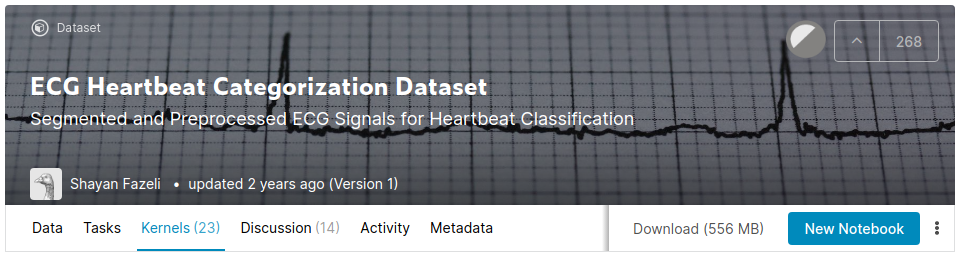 Dataset
268
ECG Heartbeat Categorization Dataset
Segmented and Preprocessed ECG Signals for Heartbeat Classification
Shayan Fazeli • updated 2 years ago (Version 1)
Data Tasks Kernels (23) Discussion (14) Activity Metadata Download (556 MB) New Notebook